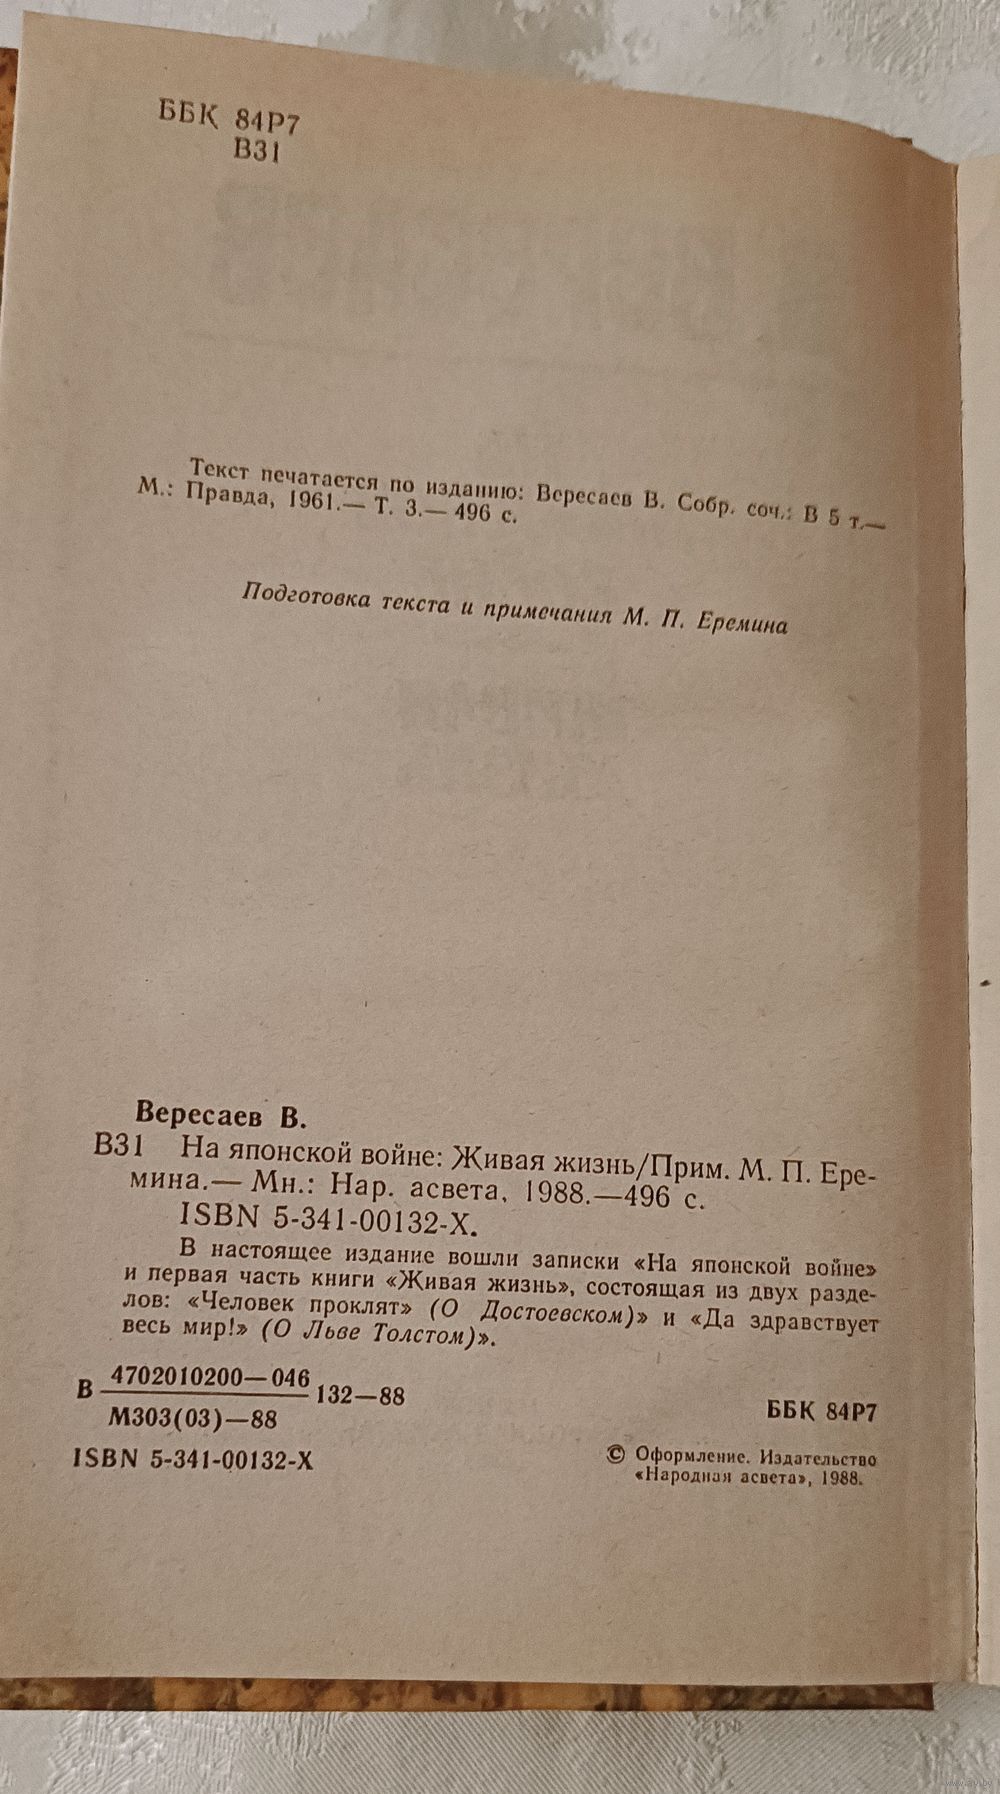 ББК 84Р7
В31
Текст печатается по изданию: Вересаев В. Собр. соч.: В 5 т.—
М.: Правда, 1961.— Т. 3.— 496 с.
Подготовка текста и примечания М. П. Еремина
Вересаев В.
В31 На японской войне: Живая жизнь/Прим. М. П. Ере-
мина.— Мн.: Нар. асвета, 1988.—496 с.
ISBN 5-341-00132-X.
В настоящее издание вошли записки «На японской войне»
и первая часть книги «Живая жизнь», состоящая из двух разде-
лов: «Человек проклят» (О Достоевском)» и «Да здравствует
весь мир!» (О Льве Толстом)».
4702010200—046
В 132—88
М303(03)—88
ББК 84Р7
ISBN 5-341-00132-X
© Оформление. Издательство
«Народная асвета», 1988.